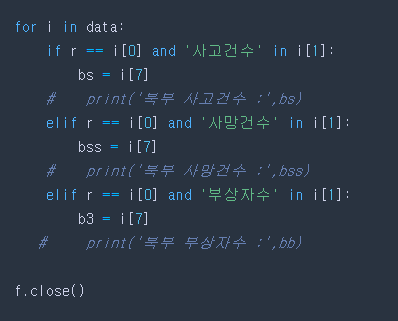 for i in data:
    if r == i[0] and '사고건수' in i[1]:
        bs = i[7]
    #    print('북부 사고건수 :',bs)
    elif r == i[0] and '사망건수' in i[1]:
        bss = i[7]
    #    print('북부 사망건수 :',bss)
    elif r == i[0] and '부상자수' in i[1]:
        b3 = i[7]
   #    print('북부 부상자수 :',bb)
f.close()